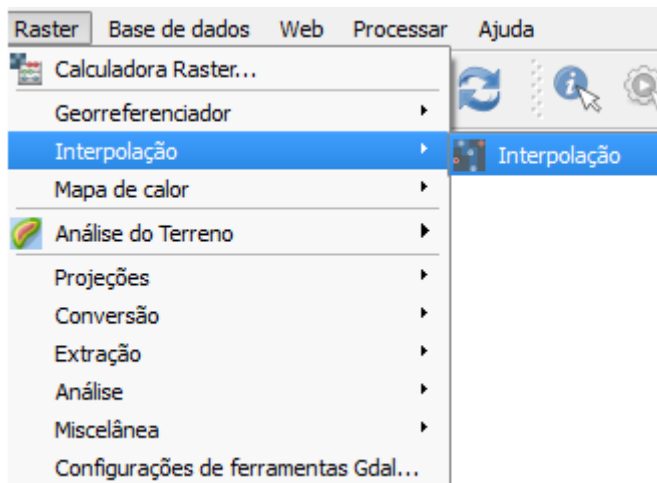 Raster Base de dados Web Processar Ajuda
Calculadora Raster...
Georreferenciador
Interpolação Interpolação
Mapa de calor
Análise do Terreno
Projeções
Conversão
Extração
Análise
Miscelânea
Configurações de ferramentas Gdal...